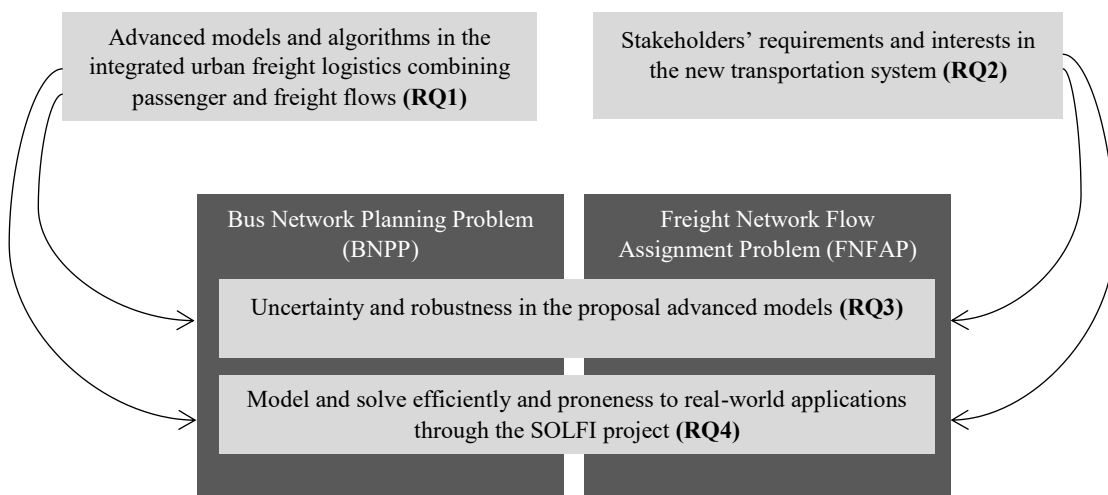 Advanced models and algorithms in the
integrated urban freight logistics combining
passenger and freight flows (RQ1)
Stakeholders’ requirements and interests in
the new transportation system (RQ2)
Bus Network Planning Problem
(BNPP)
Freight Network Flow
Assignment Problem (FNFAP)
Uncertainty and robustness in the proposal advanced models (RQ3)
Model and solve efficiently and proneness to real-world applications
through the SOLFI project (RQ4)